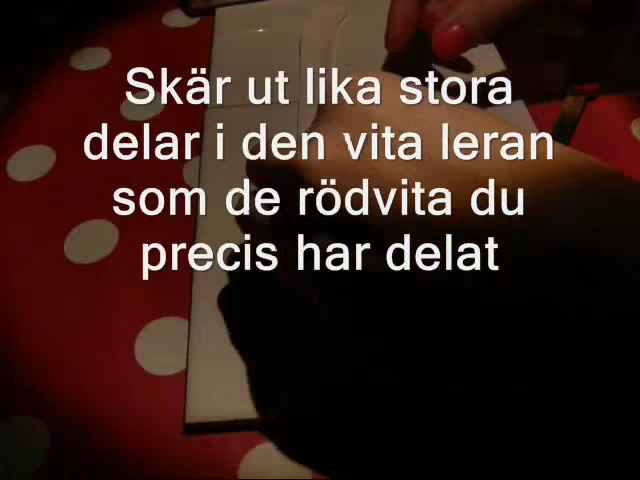 Skär ut lika stora
delar i den vita leran
som de rödvita du
precis har delat